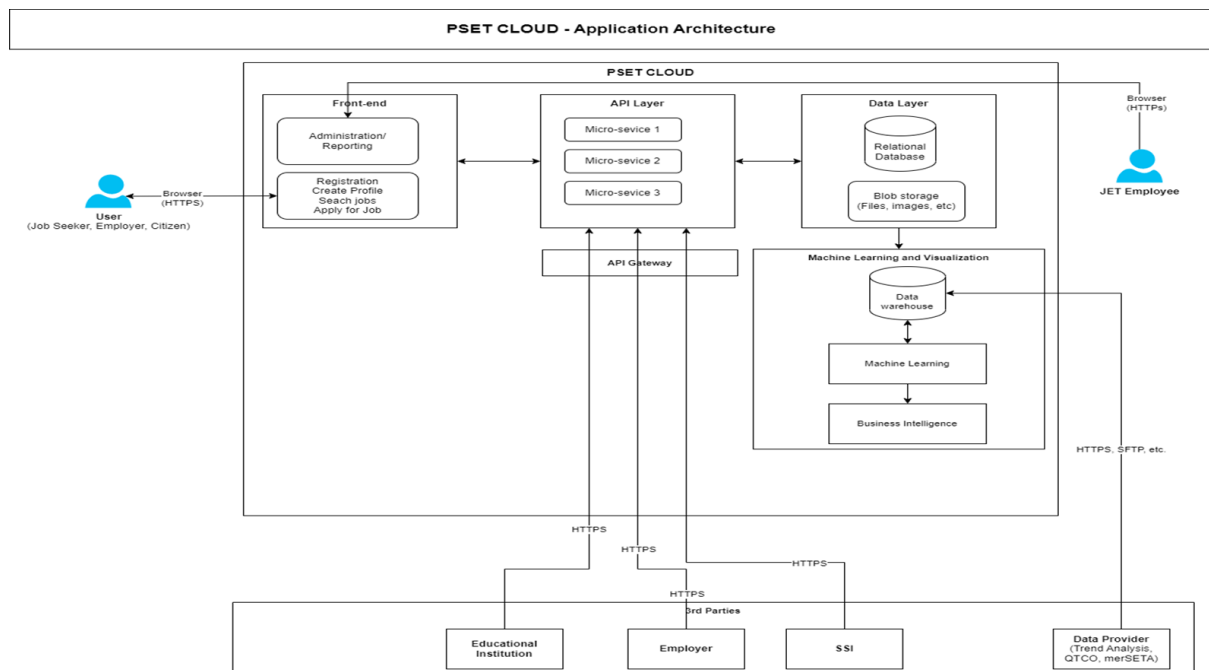 PSET CLOUD - Application Architecture
PSET CLOUD
Front-end
API Layer
Data Layer
Browser
(HTTPs)
Administration/
Reporting
Micro-sevice 1
Micro-sevice 2
Micro-sevice 3
Relational
Database
JET Employee
Registration
Create Profile
Seach jobs
Apply for Job
Browser
(HTTPS)
User
(Job Seeker, Employer, Citizen)
Blob storage
(Files, images, etc)
API Gateway
Machine Learning and Visualization
Data
warehouse
Machine Learning
Business Intelligence
HTTPS, SFTP, etc.
HTTPS
HTTPS
HTTPS
HTTPS
3rd Parties
Educational
Institution
Employer
SSI
Data Provider
(Trend Analysis,
QTCO, merSETA)